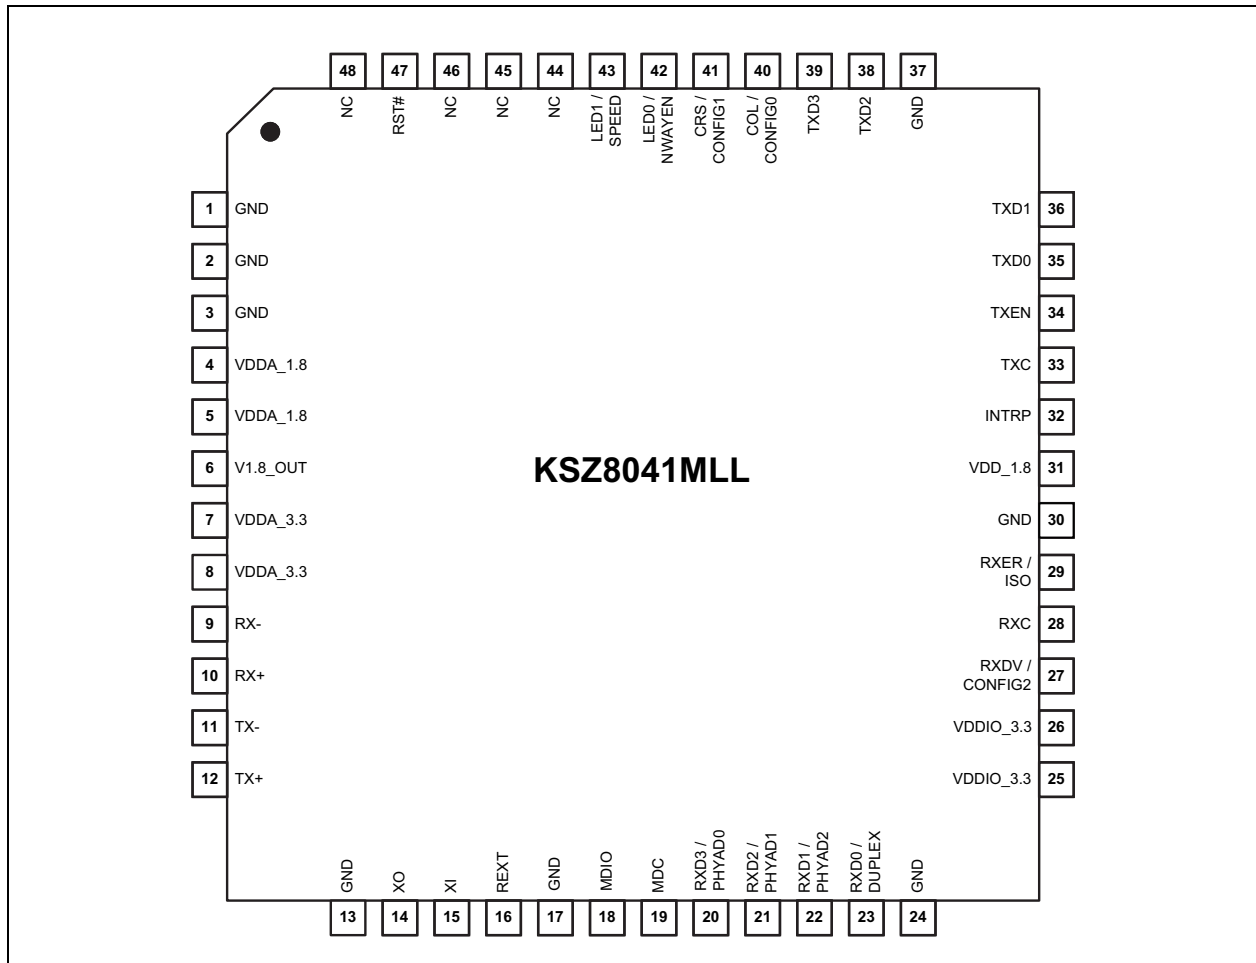 48
47
46
45
44
43
42
41
40
39
38
37
NC
RST#
NC
NC
NC
LED1 /
SPEED
LED0 /
NWAYEN
CRS /
CONFIG1
COL /
CONFIG0
TXD3
TXD2
GND
1 GND
2 GND
3 GND
4 VDDA_1.8
5 VDDA_1.8
6 V1.8_OUT
7 VDDA_3.3
8 VDDA_3.3
9 RX-
10 RX+
11 TX-
12 TX+
KSZ8041MLL
TXD1 36
TXD0 35
TXEN 34
TXC 33
INTRP 32
VDD_1.8 31
GND 30
RXER /
ISO 29
RXC 28
RXDV /
CONFIG2 27
VDDIO_3.3 26
VDDIO_3.3 25
GND
XO
XI
REXT
GND
MDIO
MDC
RXD3 /
PHYAD0
RXD2 /
PHYAD1
RXD1 /
PHYAD2
RXD0 /
DUPLEX
GND
13
14
15
16
17
18
19
20
21
22
23
24